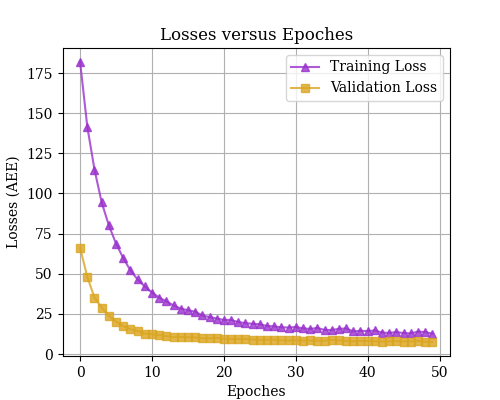 Losses versus Epoches
Training Loss
Validation Loss
Losses (AEE)
175
150
125
100
75
50
25
0
0 10 20 30 40 50
Epoches